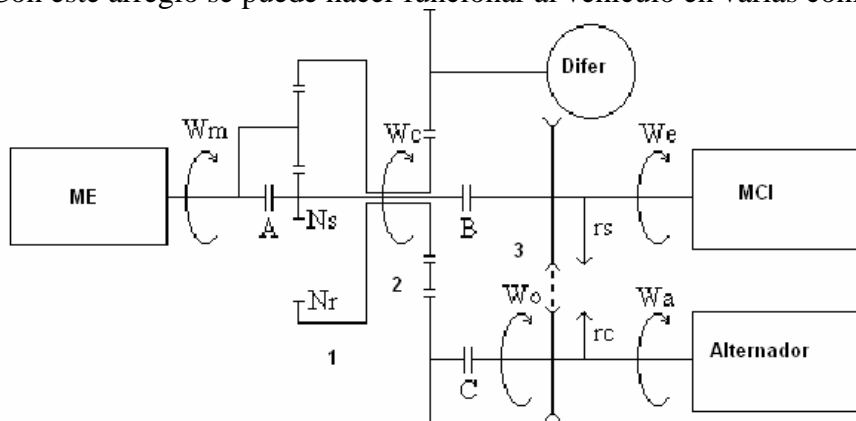 con este arreglo se puede hacer funcionar al vehículo en varias
Difer
Wm
Wc
We
ME
MCI
A
Ns
B
rs
3
2
Nr
Wo
Wa
rc
1
C
Alternador